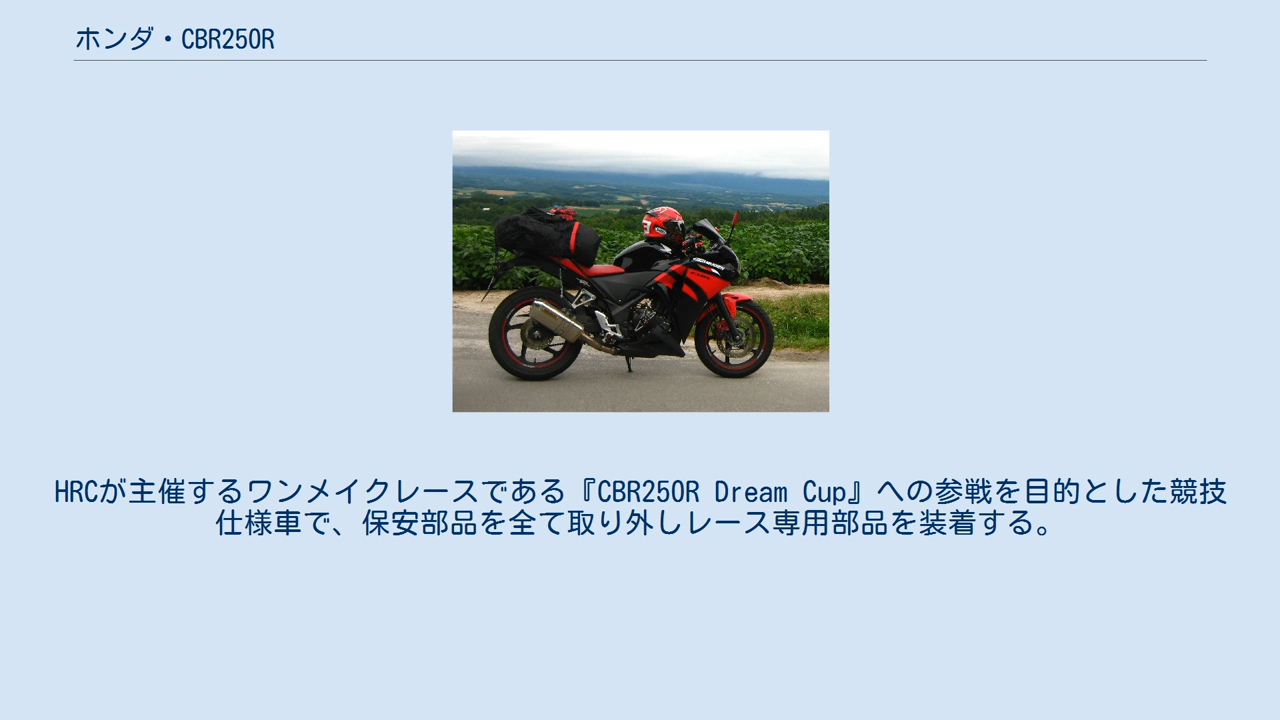 ホンダ・CBR250R
HRCが主催するワンメイクレースである『CBR250R Dream Cup』への参戦を目的とした競技
仕様車で、保安部品を全て取り外しレース専用部品を装着する。